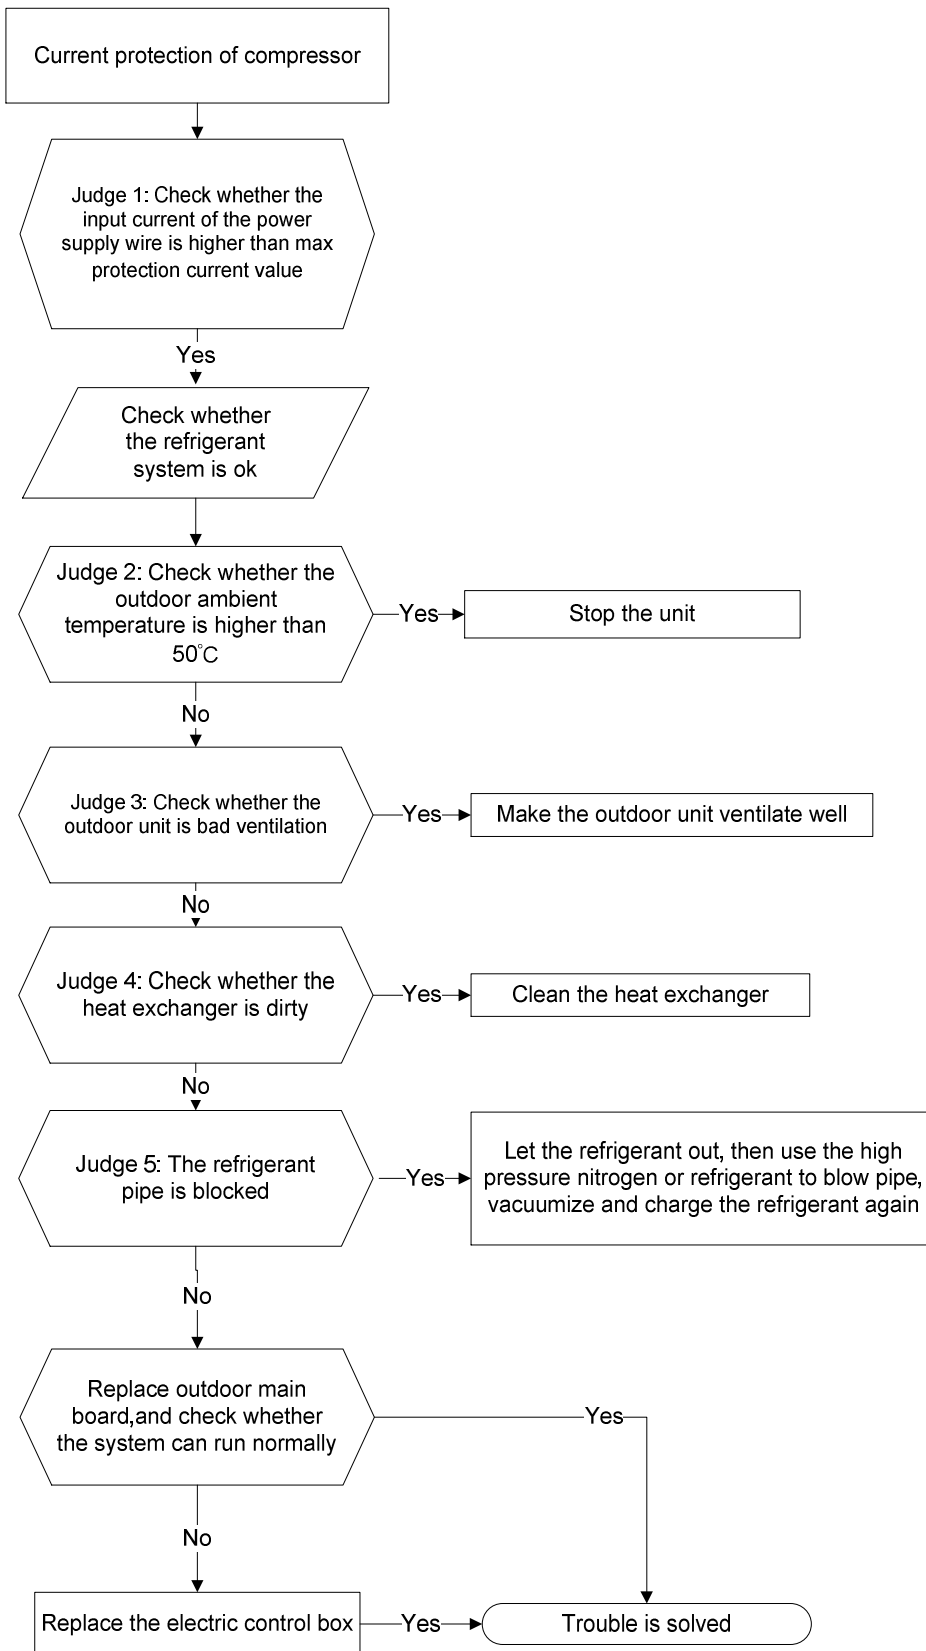 Current protection of compressor
Judge 1: Check whether the
input current of the power
supply wire is higher than max
protection current value
Yes
Check whether
the refrigerant
system is ok
Judge 2: Check whether the
outdoor ambient
temperature is higher than
50°C
Yes
Stop the unit
No
Judge 3: Check whether the
outdoor unit is bad ventilation
Yes
Make the outdoor unit ventilate well
No
Judge 4: Check whether the
heat exchanger is dirty
Yes
Clean the heat exchanger
No
Judge 5: The refrigerant
pipe is blocked
Yes
Let the refrigerant out, then use the high
pressure nitrogen or refrigerant to blow pipe,
vacuumize and charge the refrigerant again
No
Replace outdoor main
board,and check whether
the system can run normally
Yes
No
Replace the electric control box
Yes
Trouble is solved